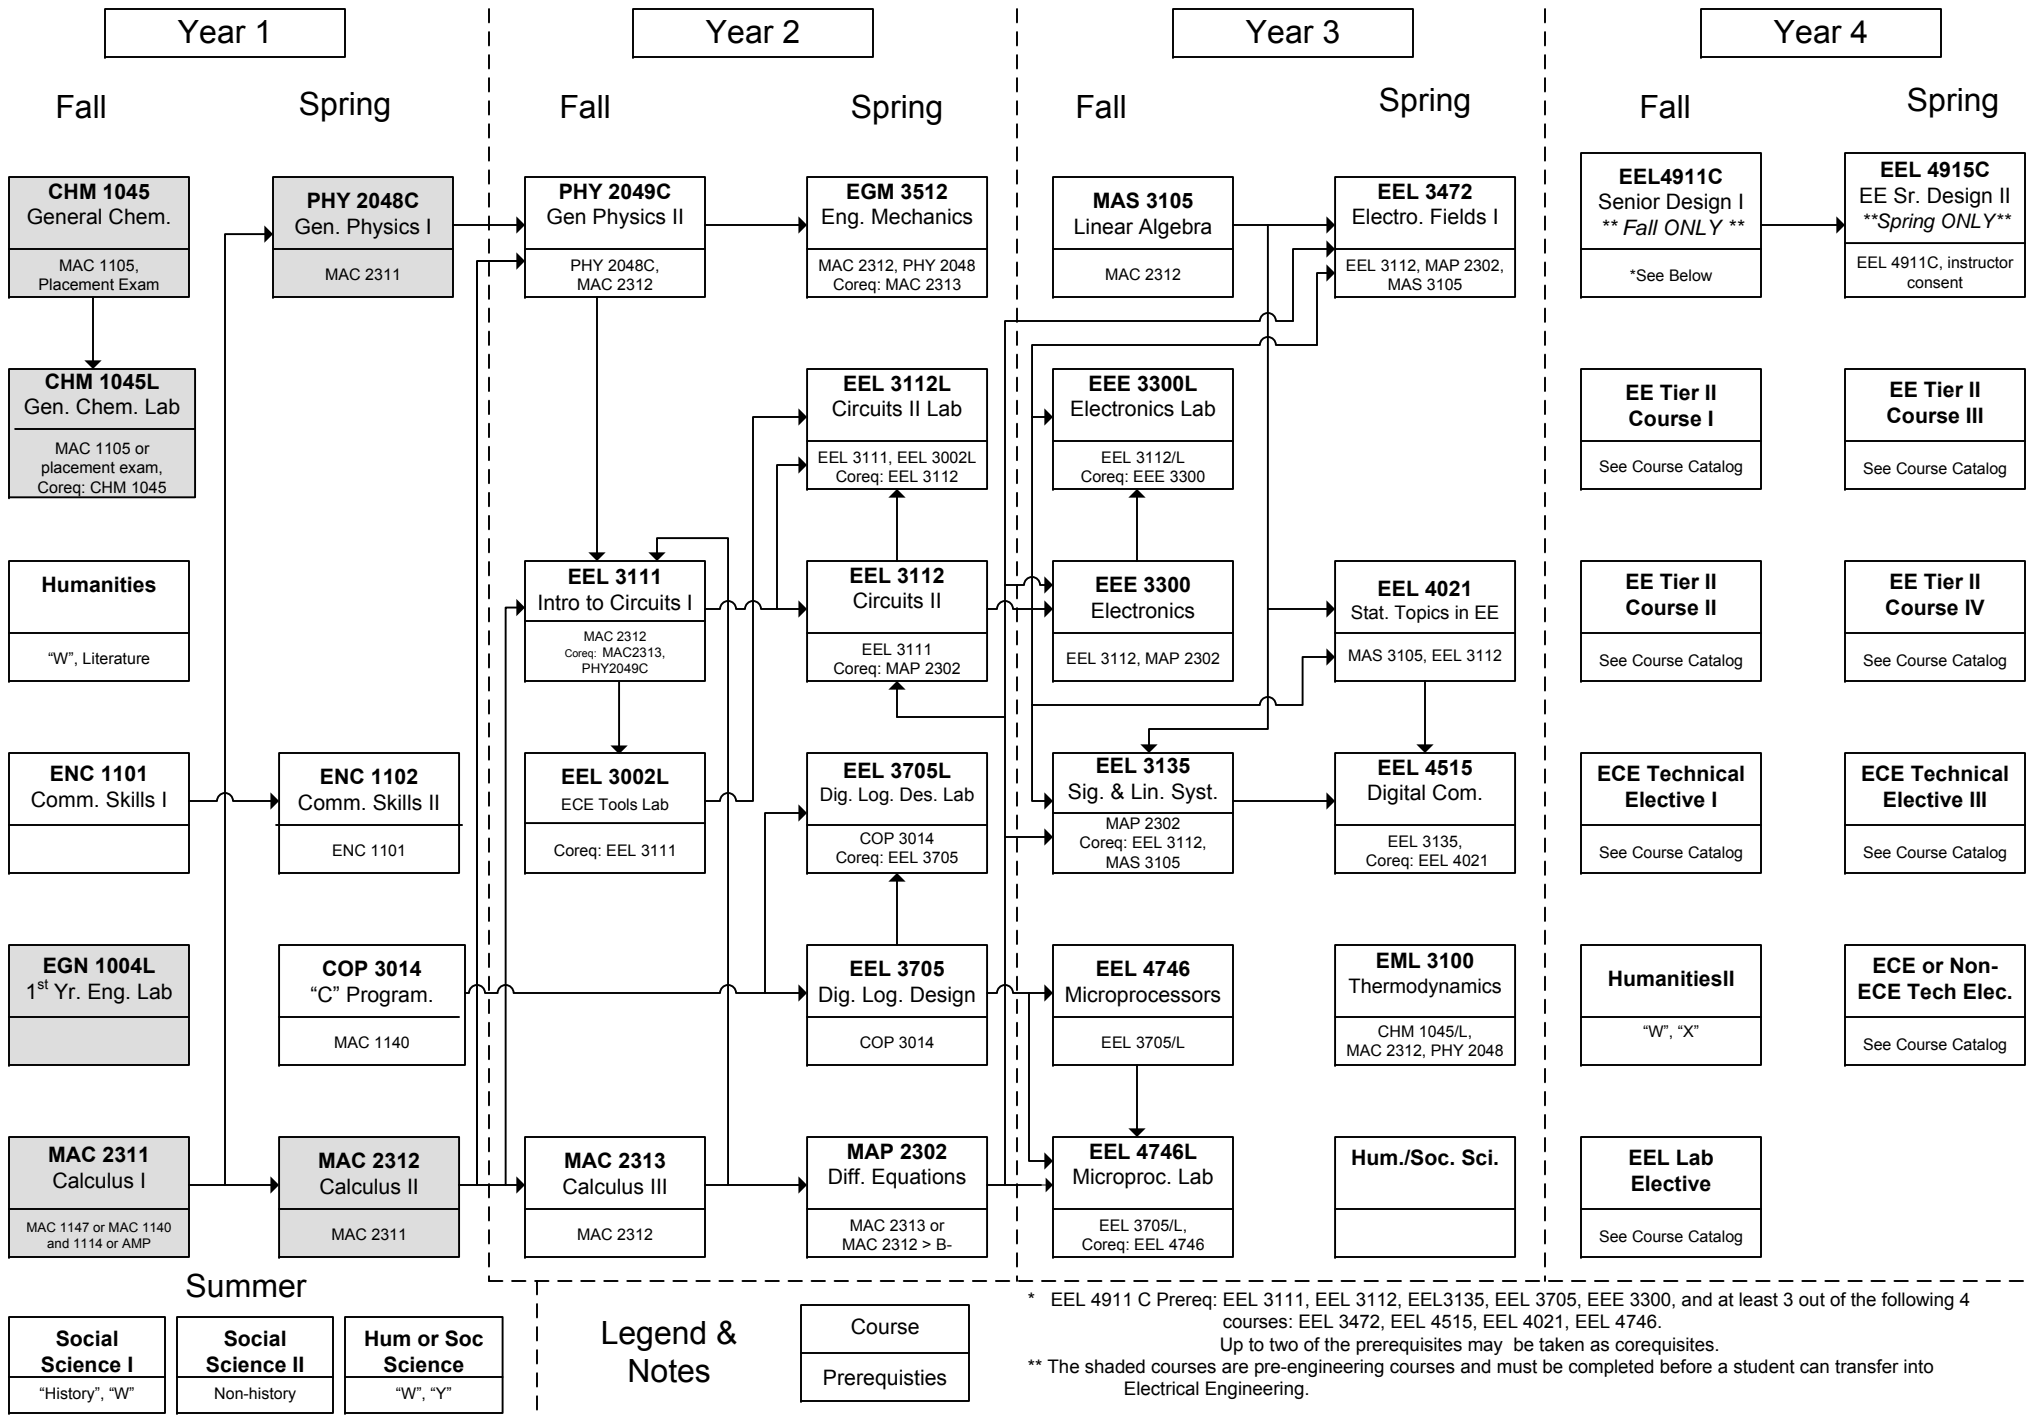 Year 1
Year 2
Year 3
Year 4
Fall
Spring
Fall
Spring
Fall
Spring
Fall
Spring
CHM 1045
General Chem.
MAC 1105,
Placement Exam
PHY 2048C
Gen. Physics I
MAC 2311
PHY 2049C
Gen Physics II
PHY 2048C,
MAC 2312
EGM 3512
Eng. Mechanics
MAC 2312, PHY 2048
Coreq: MAC 2313
MAS 3105
Linear Algebra
MAC 2312
EEL 3472
Electro. Fields I
EEL 3112, MAP 2302,
MAS 3105
EEL4911C
Senior Design I
** Fall ONLY **
*See Below
EEL 4915C
EE Sr. Design II
**Spring ONLY**
EEL 4911C, instructor
consent
CHM 1045L
Gen. Chem. Lab
MAC 1105 or
placement exam,
Coreq: CHM 1045
EEL 3112L
Circuits II Lab
EEL 3111, EEL 3002L
Coreq: EEL 3112
EEE 3300L
Electronics Lab
EEL 3112/L
Coreq: EEE 3300
EE Tier II
Course I
See Course Catalog
EE Tier II
Course III
See Course Catalog
Humanities
“W”, Literature
EEL 3111
Intro to Circuits I
MAC 2312
Coreq: MAC2313,
PHY2049C
EEL 3112
Circuits II
EEL 3111
Coreq: MAP 2302
EEE 3300
Electronics
EEL 3112, MAP 2302
EEL 4021
Stat. Topics in EE
MAS 3105, EEL 3112
EE Tier II
Course II
See Course Catalog
EE Tier II
Course IV
See Course Catalog
ENC 1101
Comm. Skills I
ENC 1102
Comm. Skills II
ENC 1101
EEL 3002L
ECE Tools Lab
Coreq: EEL 3111
EEL 3705L
Dig. Log. Des. Lab
COP 3014
Coreq: EEL 3705
EEL 3135
Sig. & Lin. Syst.
MAP 2302
Coreq: EEL 3112,
MAS 3105
EEL 4515
Digital Com.
EEL 3135,
Coreq: EEL 4021
ECE Technical
Elective I
See Course Catalog
ECE Technical
Elective III
See Course Catalog
EGN 1004L
1st Yr. Eng. Lab
COP 3014
“C” Program.
MAC 1140
EEL 3705
Dig. Log. Design
COP 3014
EEL 4746
Microprocessors
EEL 3705/L
EML 3100
Thermodynamics
CHM 1045/L,
MAC 2312, PHY 2048
HumanitiesII
“W”, “X”
ECE or Non-
ECE Tech Elec.
See Course Catalog
MAC 2311
Calculus I
MAC 1147 or MAC 1140
and 1114 or AMP
MAC 2312
Calculus II
MAC 2311
MAC 2313
Calculus III
MAC 2312
MAP 2302
Diff. Equations
MAC 2313 or
MAC 2312 > B-
EEL 4746L
Microproc. Lab
EEL 3705/L,
Coreq: EEL 4746
Hum./Soc. Sci.
EEL Lab
Elective
See Course Catalog
Summer
Social
Science I
“History”, “W”
Social
Science II
Non-history
Hum or Soc
Science
“W”, “Y”
Legend &
Notes
Course
Prerequisties
* EEL 4911 C Prereq: EEL 3111, EEL 3112, EEL3135, EEL 3705, EEE 3300, and at least 3 out of the following 4
courses: EEL 3472, EEL 4515, EEL 4021, EEL 4746.
Up to two of the prerequisites may be taken as corequisites.
** The shaded courses are pre-engineering courses and must be completed before a student can transfer into
Electrical Engineering.